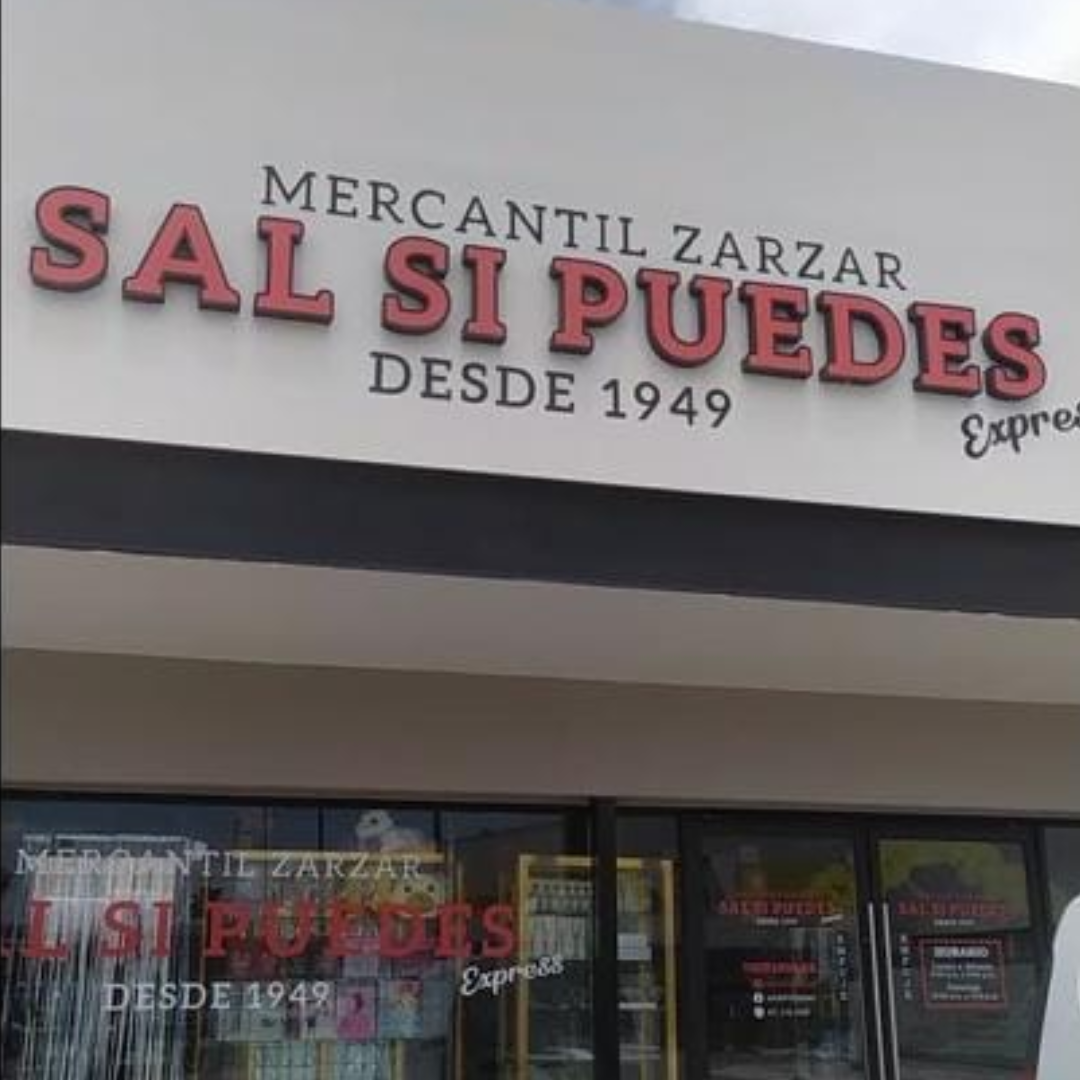 MERCANTIL ZARZAR
SAL SI PUEDES
DESDE 1949
Expres
MERCANTIL ZARZAR
L SI PUEDES
Express
DESDE 1949
SAL SI PUEDES
SAL SI PUEDES
HORARIO